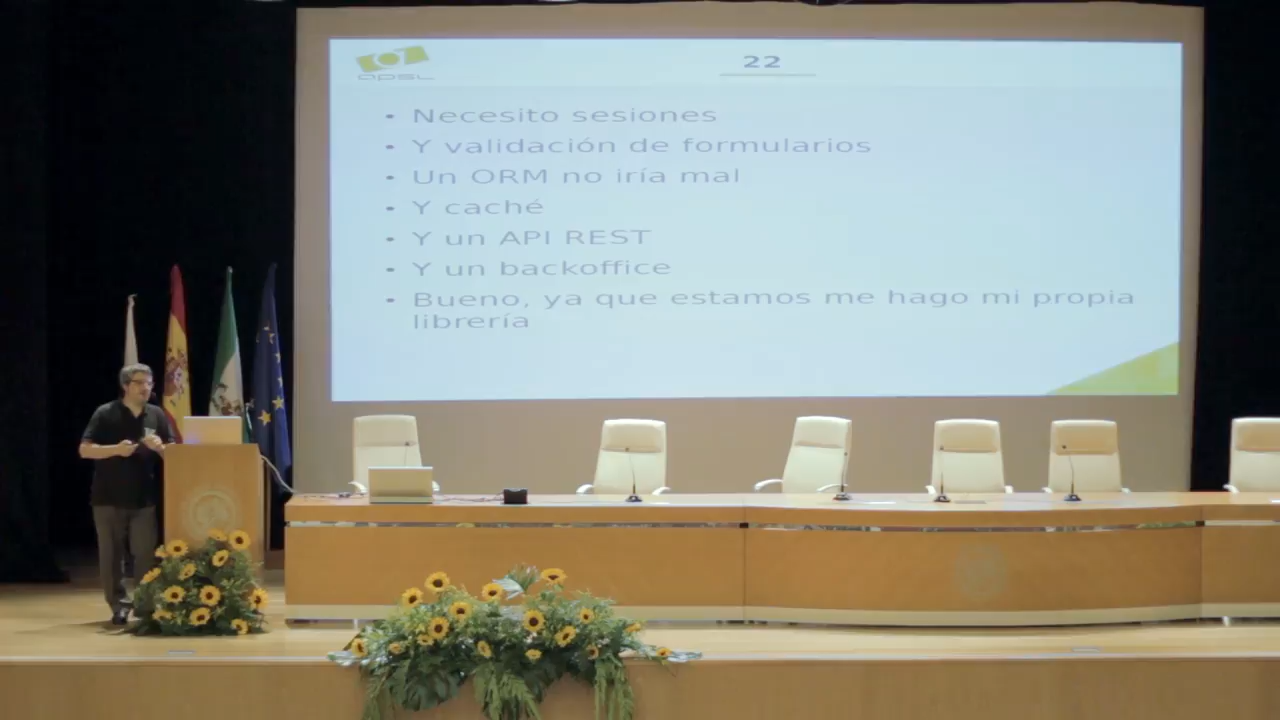 apsl
22
• Necesito sesiones
• Y validación de formularios
• Un ORM no iría mal
• Y caché
• Y un API REST
• Y un backoffice
• Bueno, ya que estamos me hago mi propia
librería